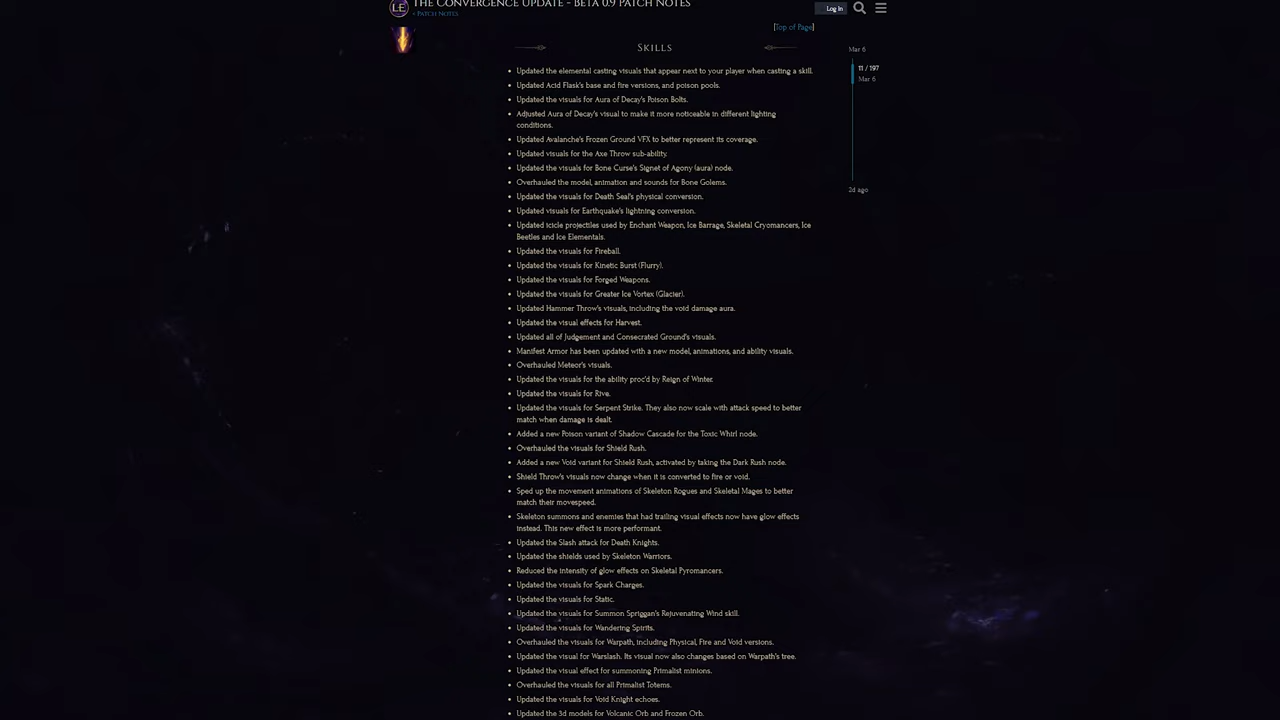 THE CONVERGENCE UPDATE - BETA 0.9 PATCH NOTES
LE
• PATCH NOTES
Log In
[Top of Page]
SKILLS
Mar 6
11 / 197
Mar 6
2d ago
• Updated the elemental casting visuals that appear next to your player when casting a skill.
• Updated Acid Flask's base and fire versions, and poison pools.
• Updated the visuals for Aura of Decay's Poison Bolts.
• Adjusted Aura of Decay's visual to make it more noticeable in different lighting
conditions.
• Updated Avalanche's Frozen Ground VFX to better represent its coverage.
• Updated visuals for the Axe Throw sub-ability.
• Updated the visuals for Bone Curse's Signet of Agony (aura) node.
• Overhauled the model, animation and sounds for Bone Golems.
• Updated the visuals for Death Seal's physical conversion.
• Updated visuals for Earthquake's lightning conversion.
• Updated icicle projectiles used by Enchant Weapon, Ice Barrage, Skeletal Cryomancers, Ice
Beetles and Ice Elementals.
• Updated the visuals for Fireball.
• Updated the visuals for Kinetic Burst (Flurry).
• Updated the visuals for Forged Weapons.
• Updated the visuals for Greater Ice Vortex (Glacier).
• Updated Hammer Throw's visuals, including the void damage aura.
• Updated the visual effects for Harvest.
• Updated all of Judgement and Consecrated Ground's visuals.
• Manifest Armor has been updated with a new model, animations, and ability visuals.
• Overhauled Meteor's visuals.
• Updated the visuals for the ability proc'd by Reign of Winter.
• Updated the visuals for Rive.
• Updated the visuals for Serpent Strike. They also now scale with attack speed to better
match when damage is dealt.
• Added a new Poison variant of Shadow Cascade for the Toxic Whirl node.
• Overhauled the visuals for Shield Rush.
• Added a new Void variant for Shield Rush, activated by taking the Dark Rush node.
• Shield Throw's visuals now change when it is converted to fire or void.
• Sped up the movement animations of Skeleton Rogues and Skeletal Mages to better
match their movespeed.
• Skeleton summons and enemies that had trailing visual effects now have glow effects
instead. This new effect is more performant.
• Updated the Slash attack for Death Knights.
• Updated the shields used by Skeleton Warriors.
• Reduced the intensity of glow effects on Skeletal Pyromancers.
• Updated the visuals for Spark Charges.
• Updated the visuals for Static.
• Updated the visuals for Summon Spriggan's Rejuvenating Wind skill.
• Updated the visuals for Wandering Spirits.
• Overhauled the visuals for Warpath, including Physical, Fire and Void versions.
• Updated the visual for Warslash. Its visual now also changes based on Warpath's tree.
• Updated the visual effect for summoning Primalist minions.
• Overhauled the visuals for all Primalist Totems.
• Updated the visuals for Void Knight echoes.
• Updated the 3d models for Volcanic Orb and Frozen Orb.